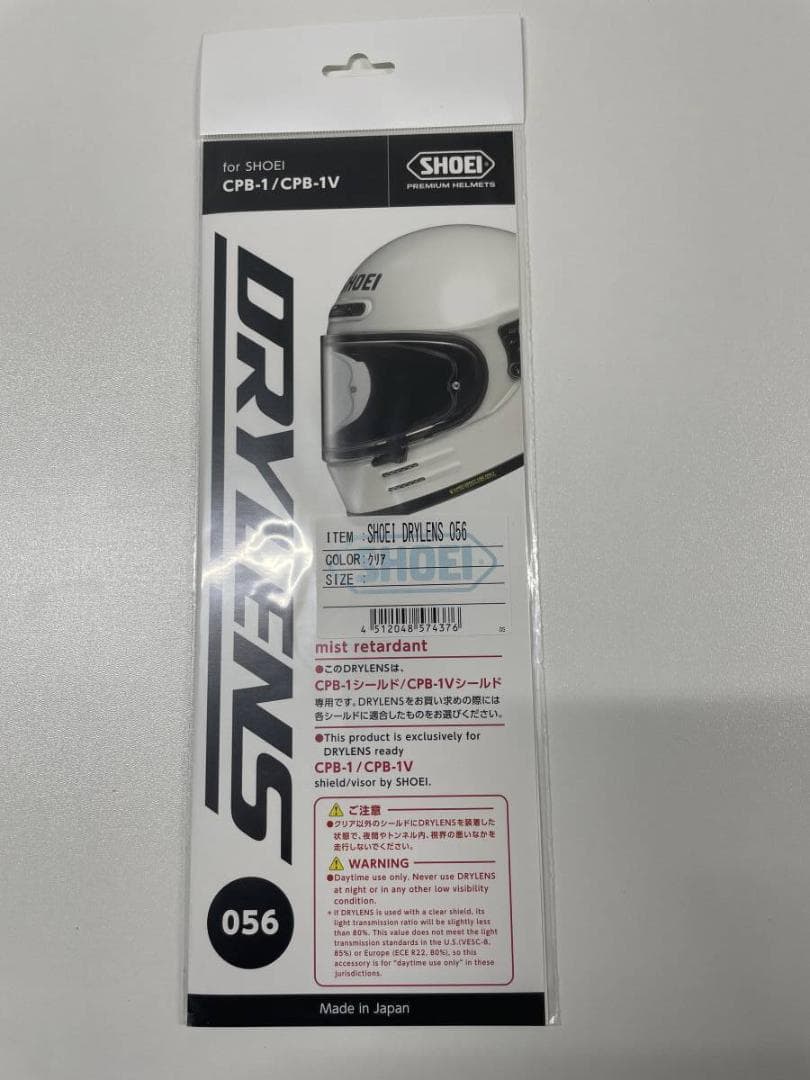 for SHOEI
CPB-1/CPB-1V
SHOEI
PREMIUM HELMETS
DRYLENS
SHOEI
ITEM :SHOEI DRYLENS 056
COLOR:ｸﾘｱ
SIZE :
SHOEI
4 512048 574376
mist retardant
●このDRYLENSは、
CPB-1シールド/CPB-1Vシールド
専用です。DRYLENSをお買い求めの際には
各シールドに適合したものをお選びください。
●This product is exclusively for
DRYLENS ready
CPB-1/CPB-1V
shield/visor by SHOEI.
ご注意
●クリア以外のシールドにDRYLENSを装着した
状態で、夜間やトンネル内、視界の悪いなかを
走行しないでください。
WARNING
●Daytime use only. Never use DRYLENS
at night or in any other low visibility
condition.
* If DRYLENS is used with a clear shield, its
light transmission ratio will be slightly less
than 80%. This value does not meet the light
transmission standards in the U.S.(VESC-8,
85%) or Europe (ECE R22, 80%), so this
accessory is for "daytime use only" in these
jurisdictions.
056
Made in Japan